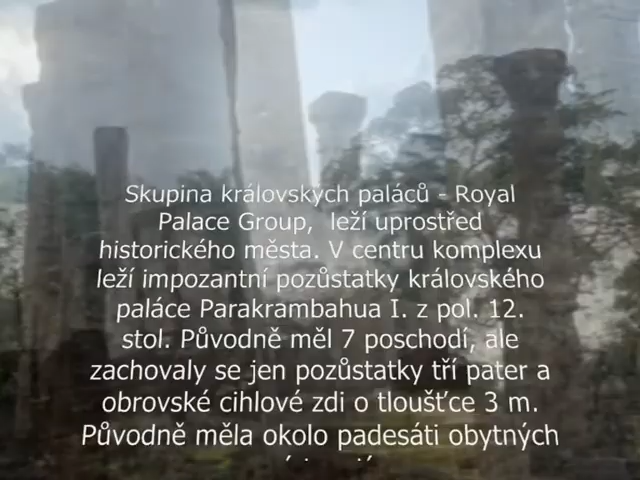 Skupina královských paláců - Royal
Palace Group,  leží uprostřed
historického města. V centru komplexu
leží impozantní pozůstatky královského
paláce Parakrambahua I. z pol. 12.
stol. Původně měl 7 poschodí, ale
zachovaly se jen pozůstatky tří pater a
obrovské cihlové zdi o tloušťce 3 m.
Původně měla okolo padesáti obytných